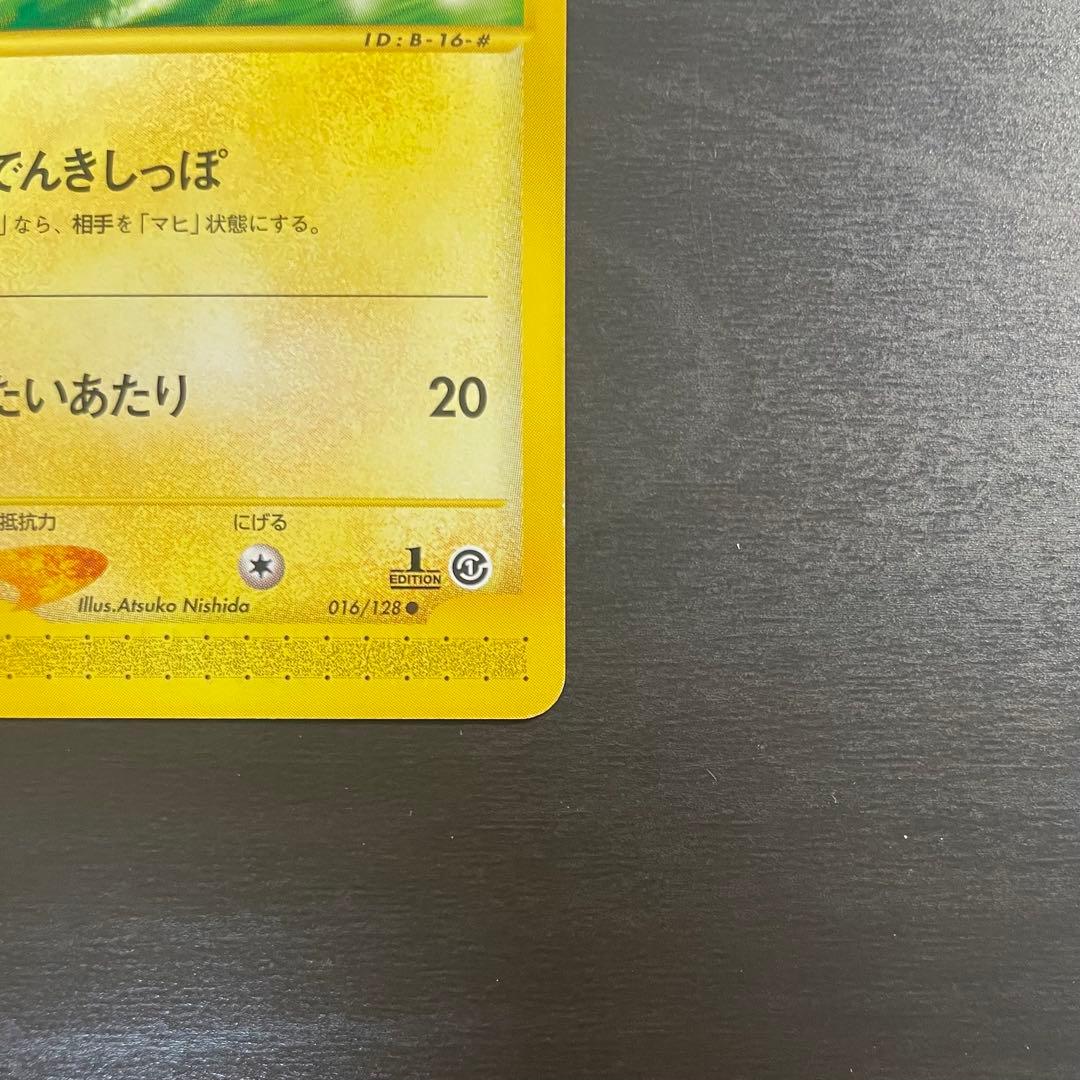 ID:B-16-#
でんきしっぽ
」なら、相手を「マヒ」状態にする。
たいあたり 20
抵抗力 にげる
1
EDITION
Illus.Atsuko Nishida 016/128●